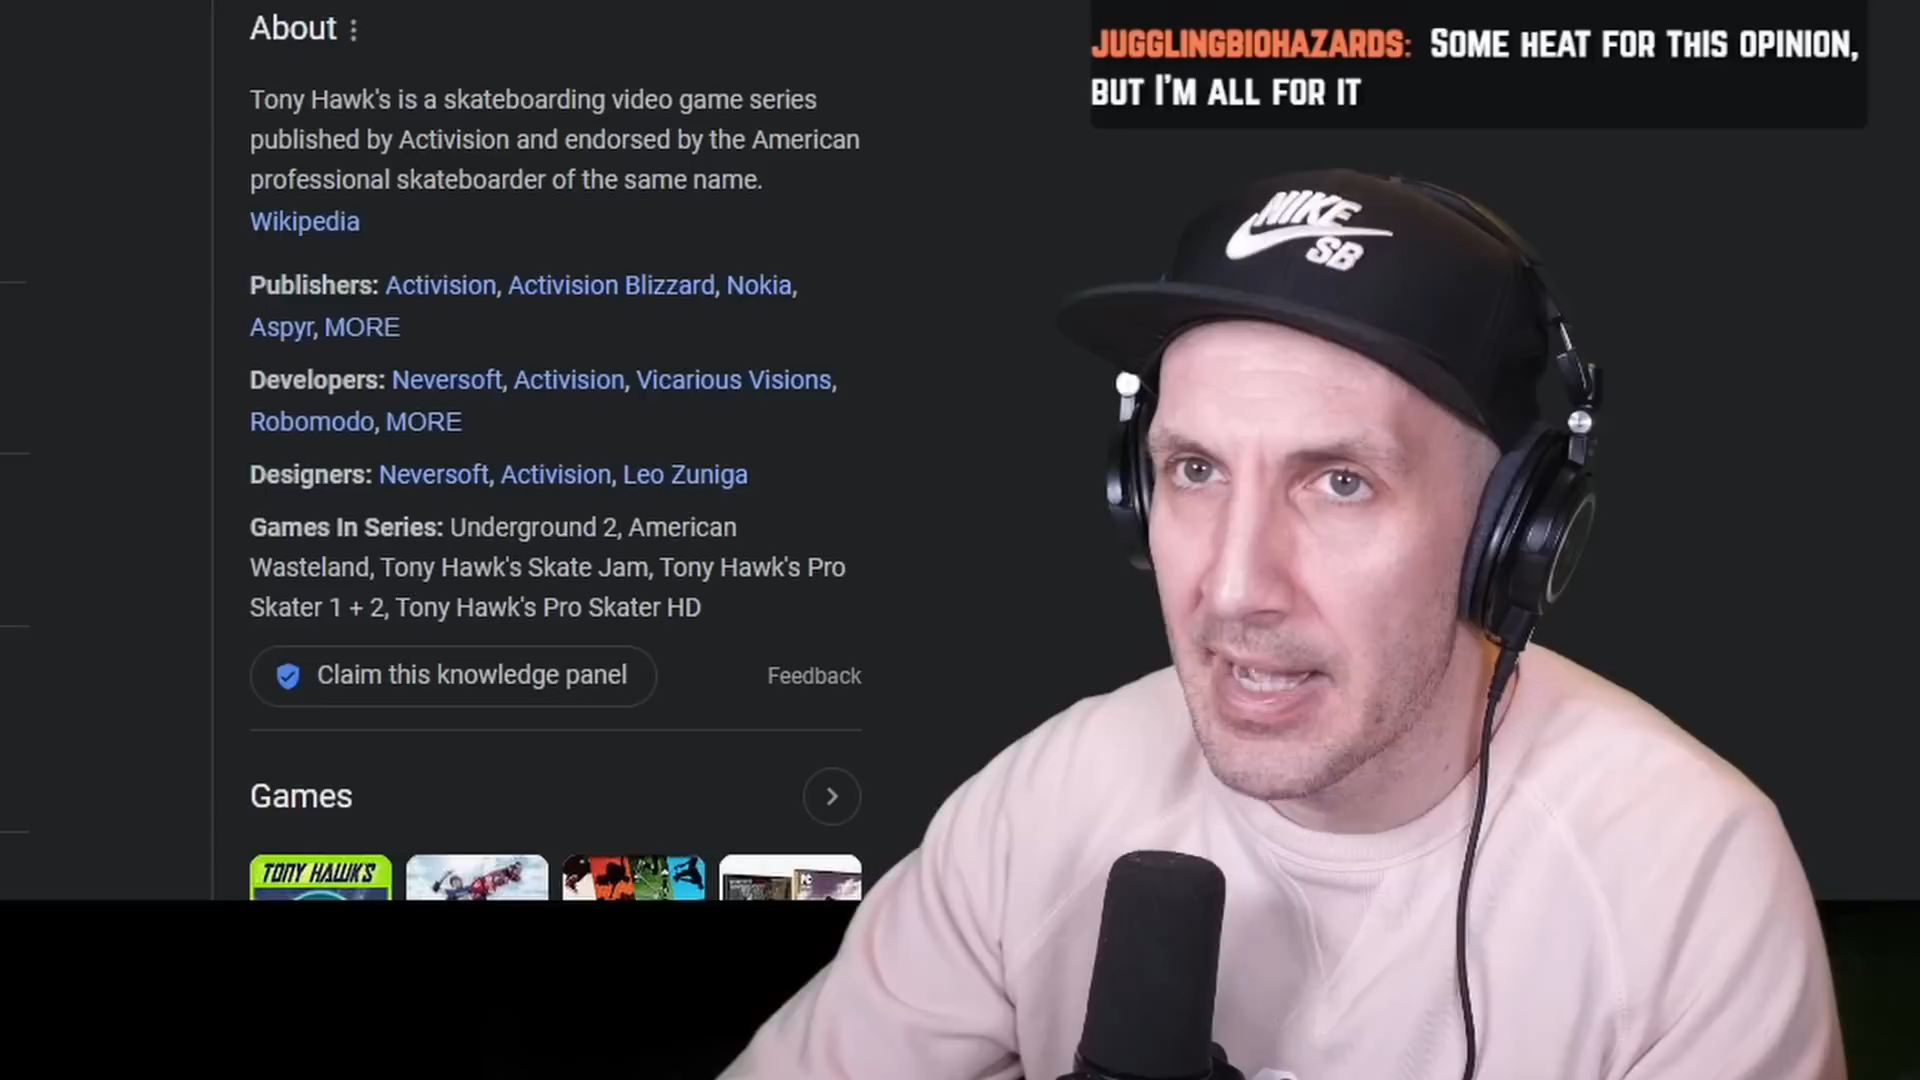 About
Tony Hawk's is a skateboarding video game series
published by Activision and endorsed by the American
professional skateboarder of the same name.
Wikipedia
Publishers: Activision, Activision Blizzard, Nokia,
Aspyr, MORE
Developers: Neversoft, Activision, Vicarious Visions,
Robomodo, MORE
Designers: Neversoft, Activision, Leo Zuniga
Games In Series: Underground 2, American
Wasteland, Tony Hawk's Skate Jam, Tony Hawk's Pro
Skater 1 + 2, Tony Hawk's Pro Skater HD
Claim this knowledge panel
Feedback
Games
TONY HAWK'S
PC
JUGGLINGBIOHAZARDS: SOME HEAT FOR THIS OPINION,
BUT I'M ALL FOR IT
NIKE
SB